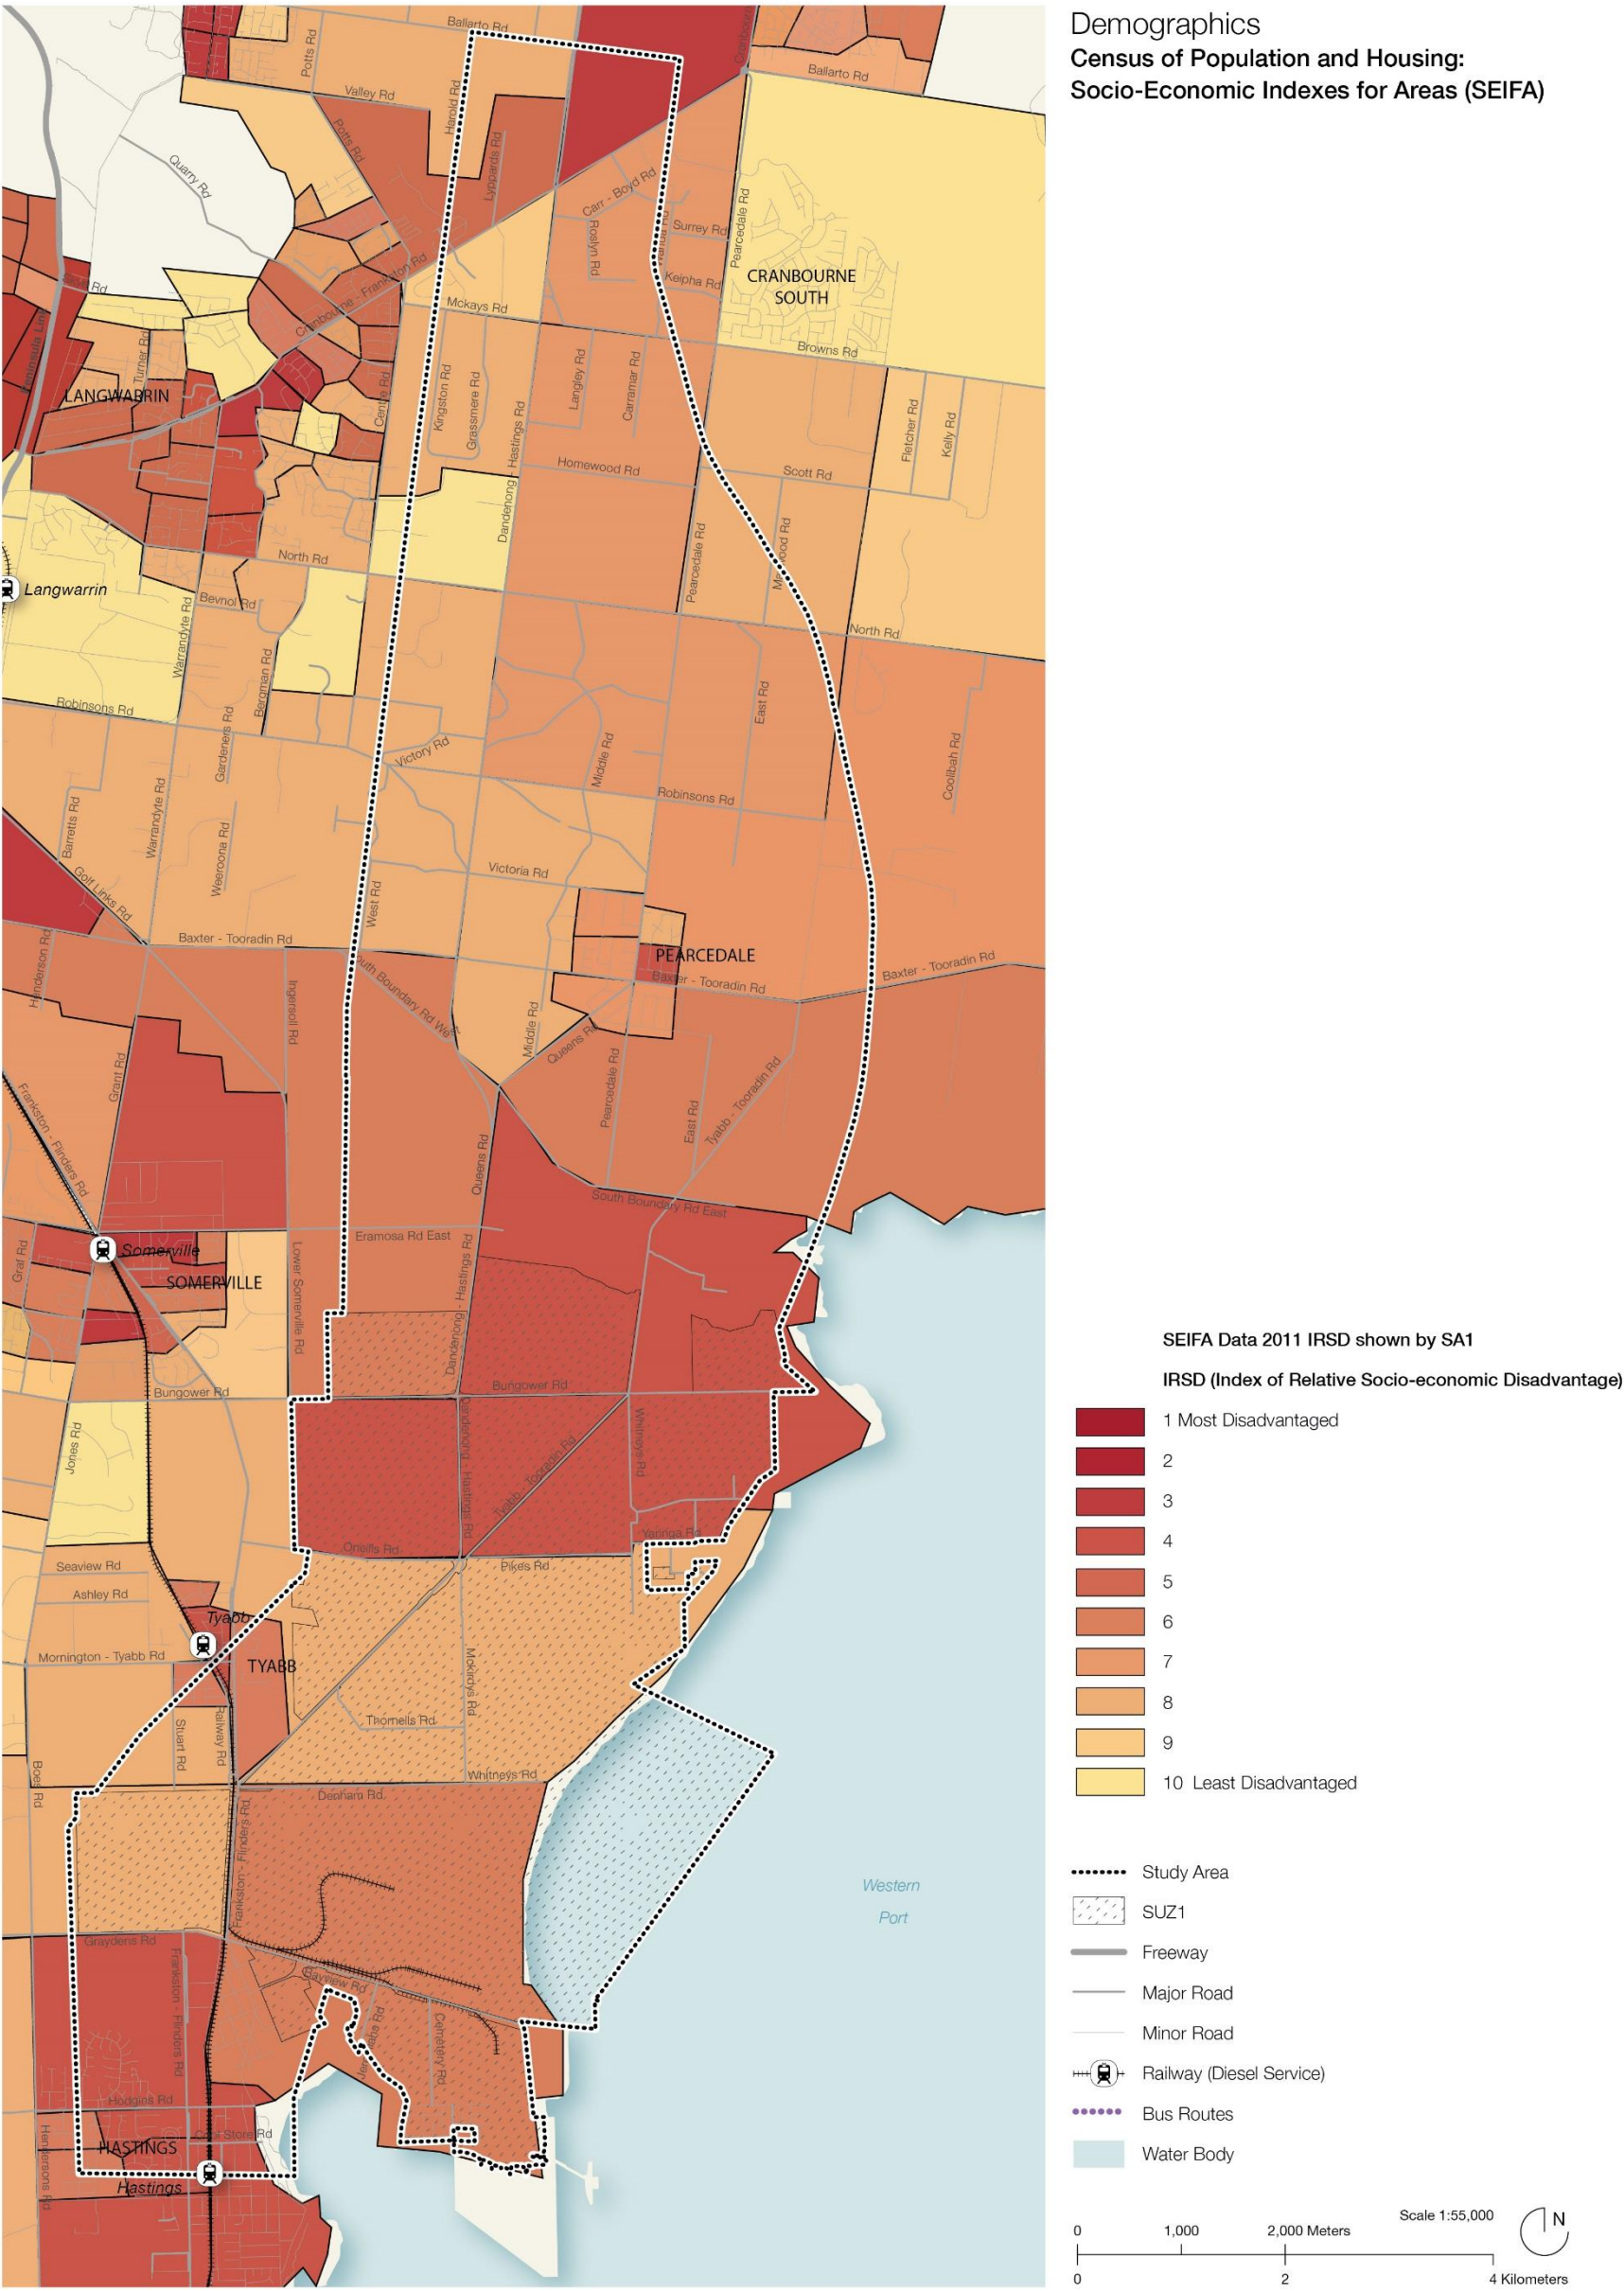 Demographics
Census of Population and Housing:
Socio-Economic Indexes for Areas (SEIFA)
Ballarto Rd
Potts Rd
Valley Rd
Harold Rd
Ballarto Rd
Potts Rd
Lyppards Rd
Quarry Rd
Carr - Boyd Rd
Pearcedale Rd
Roslyn Rd
Surrey Rd
Keipha Rd
CRANBOURNE
SOUTH
Cranbourne - Frankston Rd
Mckays Rd
Turner Rd
Browns Rd
LANGWARRIN
Centre Rd
Kingston Rd
Grassmere Rd
Langley Rd
Carramar Rd
Dandenong - Hastings Rd
Fletcher Rd
Kelly Rd
Homewood Rd
Scott Rd
North Rd
Pearcedale Rd
Langwarrin
Bevnol Rd
Warrandyte Rd
North Rd
Bergman Rd
Robinsons Rd
East Rd
Gardeners Rd
Victory Rd
Middle Rd
Coolibah Rd
Barretts Rd
Warrandyte Rd
Weeroona Rd
Robinsons Rd
Golf Links Rd
West Rd
Victoria Rd
Baxter - Tooradin Rd
Henderson Rd
PEARCEDALE
Baxter - Tooradin Rd
Baxter - Tooradin Rd
Ingersoll Rd
Middle Rd
Queens Rd
Grant Rd
Pearcedale Rd
East Rd
Tyabb - Tooradin Rd
Frankston - Flinders Rd
Queens Rd
South Boundary Rd East
Eramosa Rd East
Graf Rd
Somerville
SOMERVILLE
Lower Somerville Rd
Dandenong - Hastings Rd
Bungower Rd
Bungower Rd
Jones Rd
Dandenong - Hastings Rd
Whitneys Rd
Tyabb - Tooradin Rd
Yaringa Rd
Oneills Rd
Pikes Rd
Seaview Rd
Ashley Rd
Tyabb
Mornington - Tyabb Rd
TYABB
Mckirdys Rd
Stuart Rd
Railway Rd
Thornells Rd
Boes Rd
Whitneys Rd
Denham Rd
Frankston - Flinders Rd
Western
Port
Graydens Rd
Frankston - Flinders Rd
Bayview Rd
Cemetery Rd
Hodgins Rd
Hendersons Rd
HASTINGS
Hastings
SEIFA Data 2011 IRSD shown by SA1
IRSD (Index of Relative Socio-economic Disadvantage)
1 Most Disadvantaged
2
3
4
5
6
7
8
9
10 Least Disadvantaged
Study Area
SUZ1
Freeway
Major Road
Minor Road
Railway (Diesel Service)
Bus Routes
Water Body
Scale 1:55,000
N
0 1,000 2,000 Meters
0 2 4 Kilometers